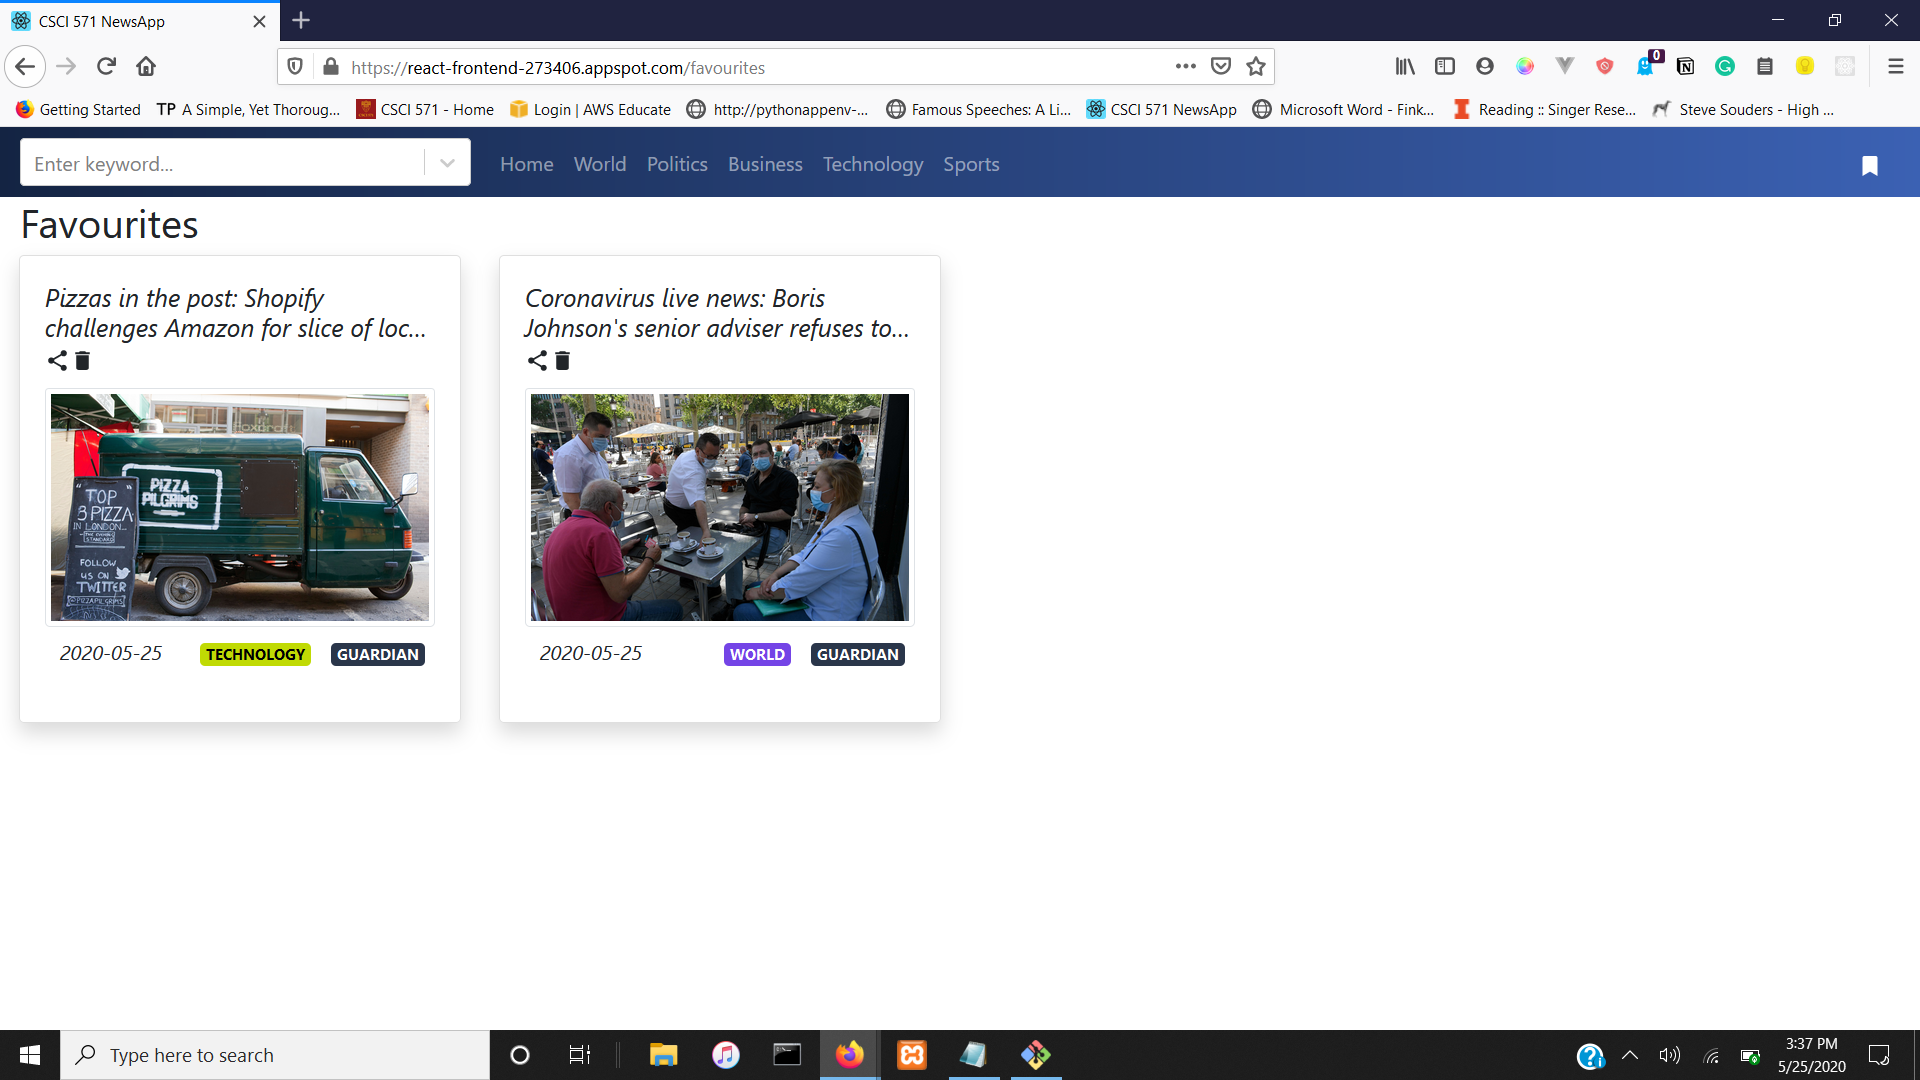 CSCI 571 NewsApp
https://react-frontend-273406.appspot.com/favourites
0
Getting Started
TP A Simple, Yet Thoroug...
CSCI 571 - Home
Login | AWS Educate
http://pythonappenv-...
Famous Speeches: A Li...
CSCI 571 NewsApp
Microsoft Word - Fink...
Reading :: Singer Rese...
Steve Souders - High ...
Enter keyword...
Home
World
Politics
Business
Technology
Sports
Favourites
Pizzas in the post: Shopify
challenges Amazon for slice of loc...
PIZZA
PILGRIMS
"TOP
3 PIZZA
IN LONDON...
FOLLOW
US ON
TWITTER
@PIZZAPILGRIMS
2020-05-25
TECHNOLOGY
GUARDIAN
Coronavirus live news: Boris
Johnson's senior adviser refuses to...
2020-05-25
WORLD
GUARDIAN
Type here to search
3:37 PM
5/25/2020